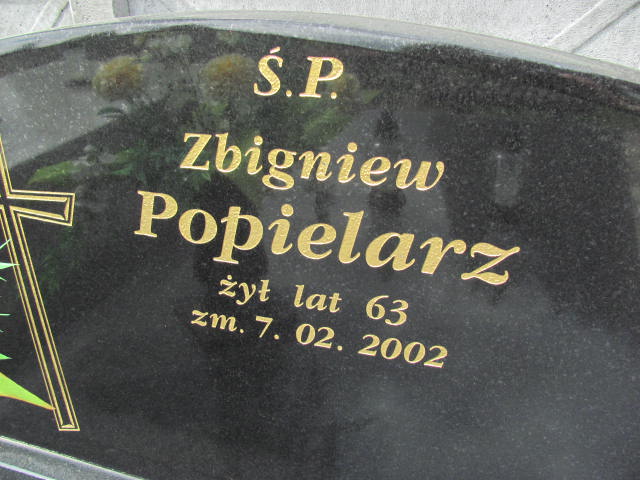 Ś.P.
Zbigniew
Popielarz
żył lat 63
zm. 7. 02. 2002